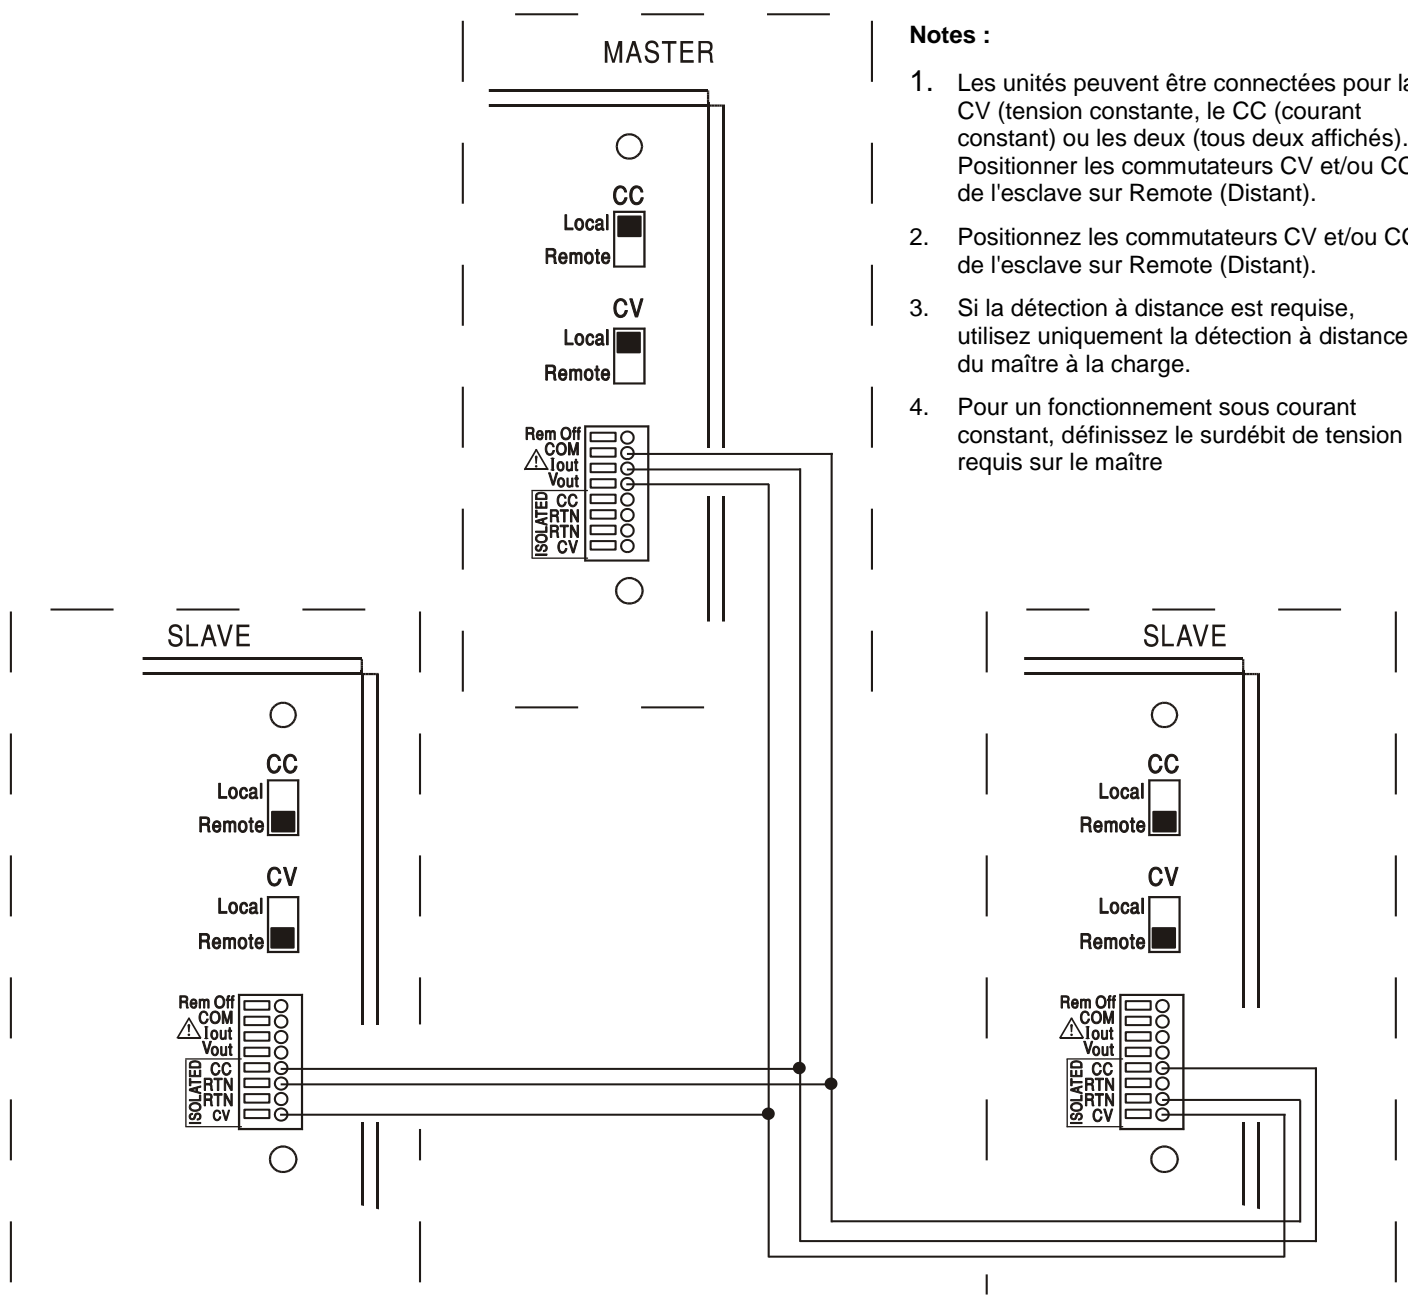 MASTER
CC
Local
Remote
CV
Local
Remote
Rem Off
COM
Iout
Vout
ISOLATED
CC
RTN
RTN
CV
Notes :
1. Les unités peuvent être connectées pour la
CV (tension constante, le CC (courant
constant) ou les deux (tous deux affichés).
Positionner les commutateurs CV et/ou CC
de l'esclave sur Remote (Distant).
2. Positionnez les commutateurs CV et/ou CC
de l'esclave sur Remote (Distant).
3. Si la détection à distance est requise,
utilisez uniquement la détection à distance
du maître à la charge.
4. Pour un fonctionnement sous courant
constant, définissez le surdébit de tension
requis sur le maître
SLAVE
CC
Local
Remote
CV
Local
Remote
Rem Off
COM
Iout
Vout
ISOLATED
CC
RTN
RTN
CV
SLAVE
CC
Local
Remote
CV
Local
Remote
Rem Off
COM
Iout
Vout
ISOLATED
CC
RTN
RTN
CV